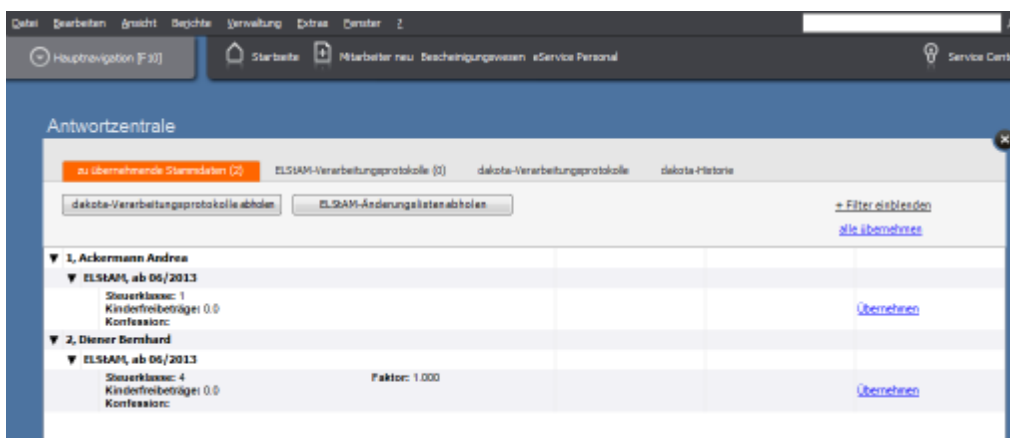 Datei Bearbeiten Ansicht Berichte Verwaltung Extras Fenster ?
Hauptnavigation [F10] Startseite Mitarbeiter neu Bescheinigungswesen eService Personal Service Cent
Antwortzentrale
zu übernehmende Stammdaten (2) ELStAM-Verarbeitungsprotokolle (0) dakota-Verarbeitungsprotokolle dakota-Historie
dakota-Verarbeitungsprotokolle abholen ELStAM-Änderungslisten abholen + Filter einblenden
alle übernehmen
1, Ackermann Andrea
ELStAM, ab 06/2013
Steuerklasse: 1
Kinderfreibeträge: 0.0 Übernehmen
Konfession:
2, Diener Bernhard
ELStAM, ab 06/2013
Steuerklasse: 4 Faktor: 1.000
Kinderfreibeträge: 0.0 Übernehmen
Konfession: